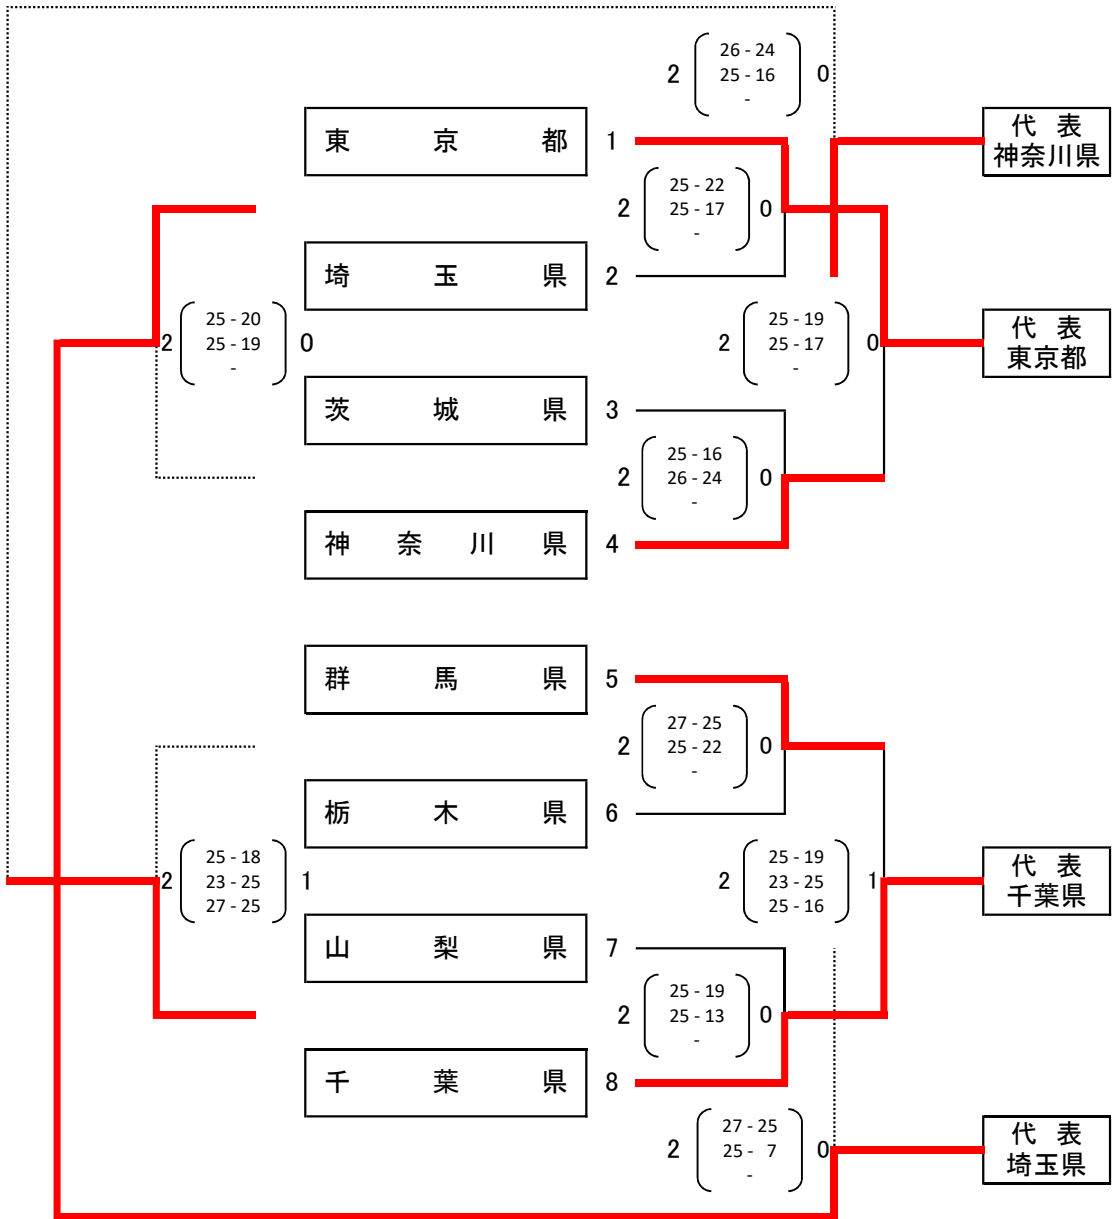 26 - 24
2 25 - 16 0
-
東京都 1
代表
神奈川県
25 - 22
2 25 - 17 0
-
埼玉県 2
25 - 20
2 25 - 19 0
-
25 - 19
2 25 - 17 0
-
代表
東京都
茨城県 3
25 - 16
2 26 - 24 0
-
神奈川県 4
群馬県 5
27 - 25
2 25 - 22 0
-
栃木県 6
25 - 18
2 23 - 25 1
27 - 25
25 - 19
2 23 - 25 1
25 - 16
代表
千葉県
山梨県 7
25 - 19
2 25 - 13 0
-
千葉県 8
27 - 25
2 25 - 7 0
-
代表
埼玉県